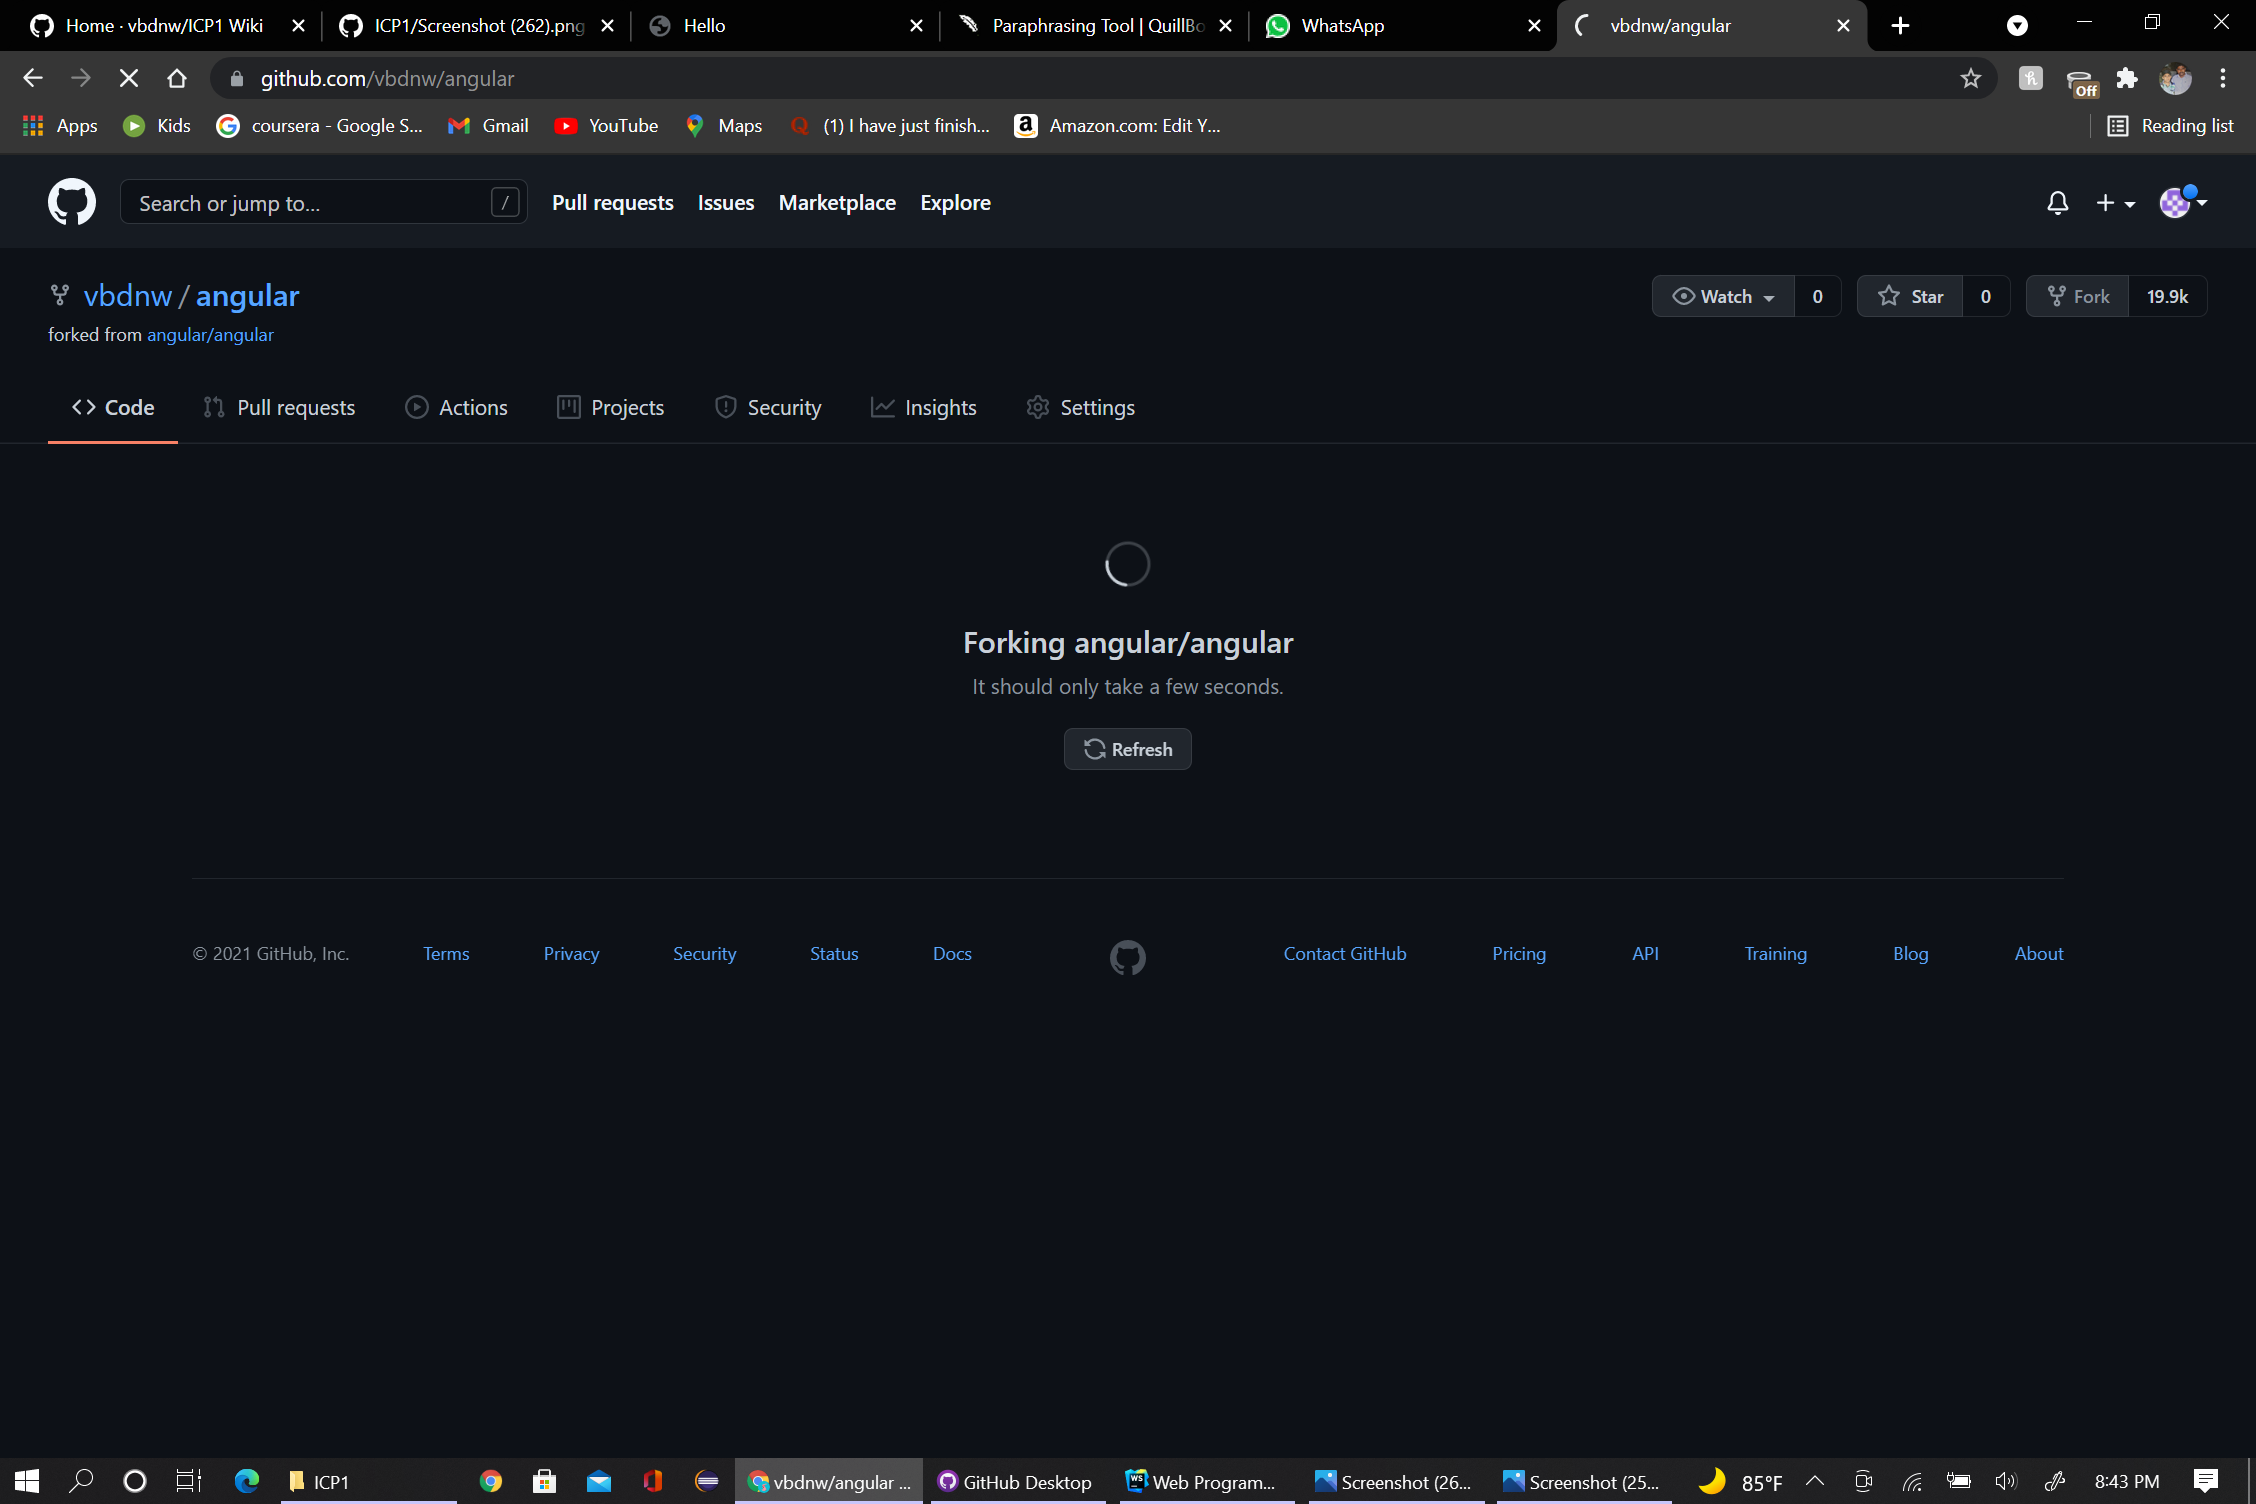 Home · vbdnw/ICP1 Wiki
ICP1/Screenshot (262).png
Hello
Paraphrasing Tool | QuillBo
WhatsApp
vbdnw/angular
github.com/vbdnw/angular
Off
Apps
Kids
coursera - Google S...
Gmail
YouTube
Maps
(1) I have just finish...
Amazon.com: Edit Y...
Reading list
Search or jump to...
/
Pull requests
Issues
Marketplace
Explore
vbdnw / angular
Watch
0
Star
0
Fork
19.9k
forked from angular/angular
Code
Pull requests
Actions
Projects
Security
Insights
Settings
Forking angular/angular
It should only take a few seconds.
Refresh
© 2021 GitHub, Inc.
Terms
Privacy
Security
Status
Docs
Contact GitHub
Pricing
API
Training
Blog
About
ICP1
vbdnw/angular ...
GitHub Desktop
WS
Web Program...
Screenshot (26...
Screenshot (25...
85°F
8:43 PM